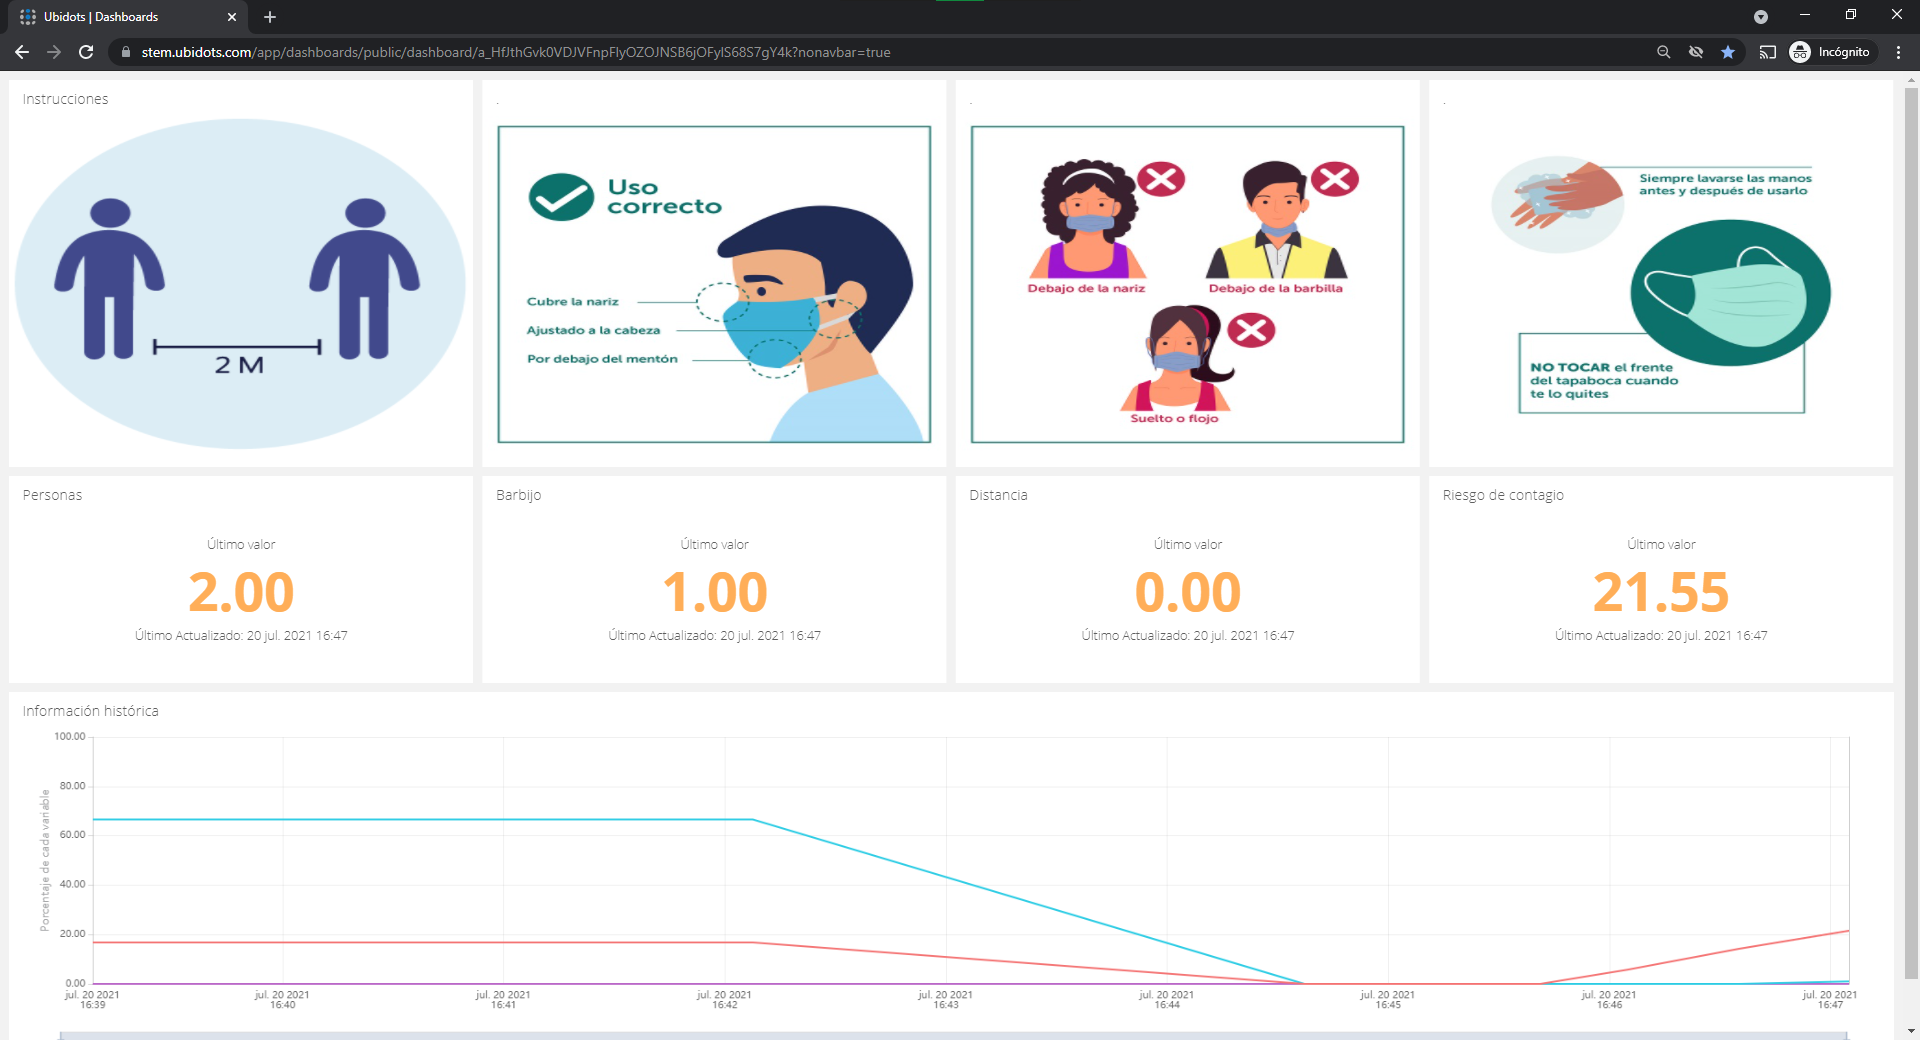 Ubidots | Dashboards
stem.ubidots.com/app/dashboards/public/dashboard/a_HfJthGvk0VDJVFnpFlyOZOJNSB6jOFylS68S7gY4k?nonavbar=true
Incógnito
Instrucciones
2 M
.
Uso
correcto
Cubre la nariz
Ajustado a la cabeza
Por debajo del mentón
.
Debajo de la nariz
Debajo de la barbilla
Suelto o flojo
.
Siempre lavarse las manos
antes y después de usarlo
NO TOCAR el frente
del tapaboca cuando
te lo quites
Personas
Último valor
2.00
Último Actualizado: 20 jul. 2021 16:47
Barbijo
Último valor
1.00
Último Actualizado: 20 jul. 2021 16:47
Distancia
Último valor
0.00
Último Actualizado: 20 jul. 2021 16:47
Riesgo de contagio
Último valor
21.55
Último Actualizado: 20 jul. 2021 16:47
Información histórica
Porcentaje de cada variable
100.00
80.00
60.00
40.00
20.00
0.00
jul. 20 2021
16:39
jul. 20 2021
16:40
jul. 20 2021
16:41
jul. 20 2021
16:42
jul. 20 2021
16:43
jul. 20 2021
16:44
jul. 20 2021
16:45
jul. 20 2021
16:46
jul. 20 2021
16:47